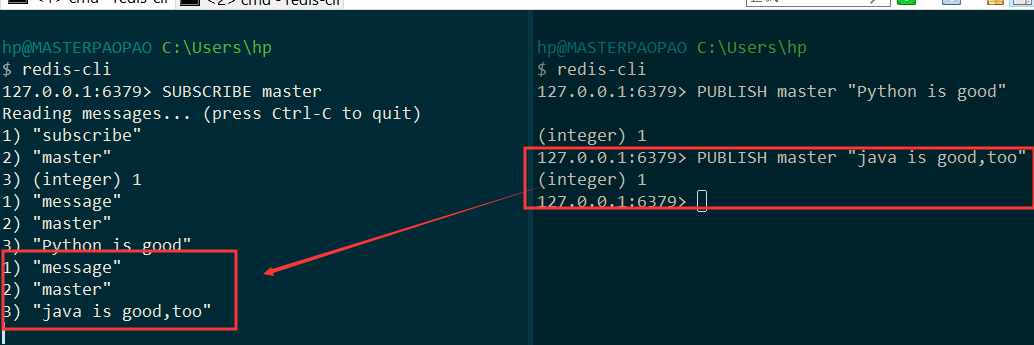 cmd - redis-cli
<2> cmd - redis-cli
hp@MASTERPAOPAO C:\Users\hp
$ redis-cli
127.0.0.1:6379> SUBSCRIBE master
Reading messages... (press Ctrl-C to quit)
1) "subscribe"
2) "master"
3) (integer) 1
1) "message"
2) "master"
3) "Python is good"
1) "message"
2) "master"
3) "java is good,too"
hp@MASTERPAOPAO C:\Users\hp
$ redis-cli
127.0.0.1:6379> PUBLISH master "Python is good"
(integer) 1
127.0.0.1:6379> PUBLISH master "java is good,too"
(integer) 1
127.0.0.1:6379>